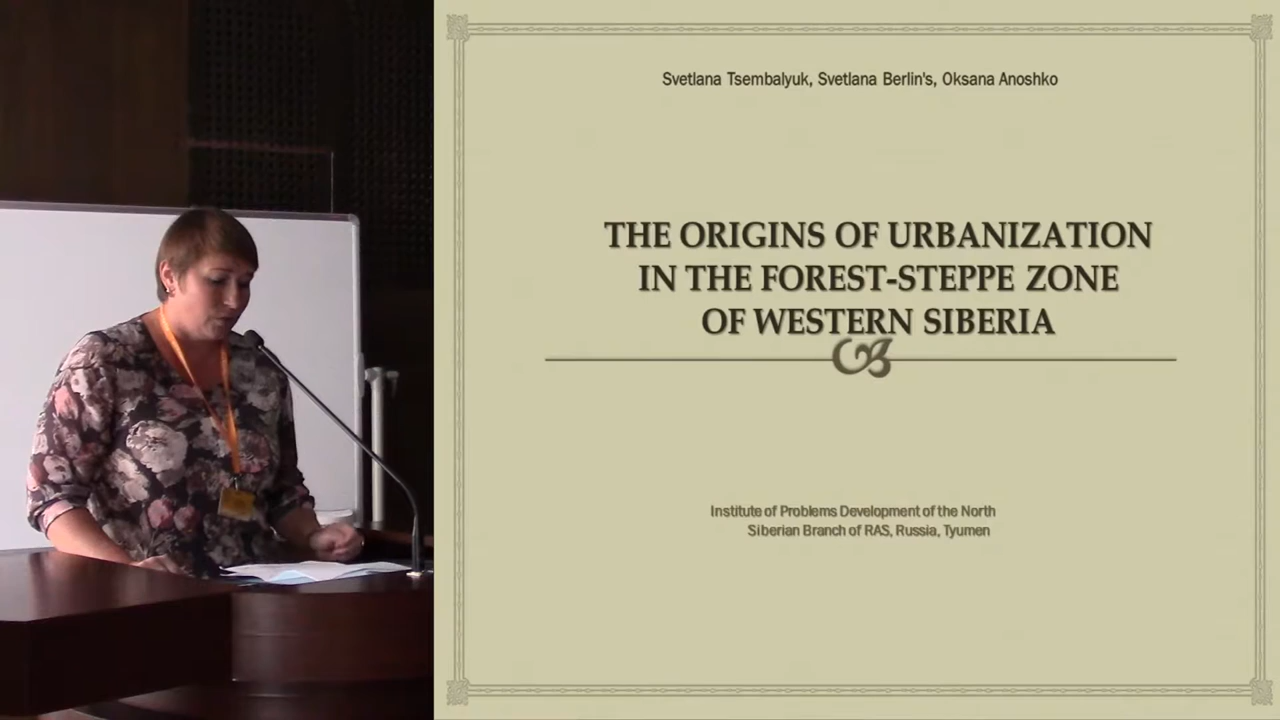 Svetlana Tsembalyuk, Svetlana Berlin's, Oksana Anoshko
THE ORIGINS OF URBANIZATION
IN THE FOREST-STEPPE ZONE
OF WESTERN SIBERIA
Institute of Problems Development of the North
Siberian Branch of RAS, Russia, Tyumen